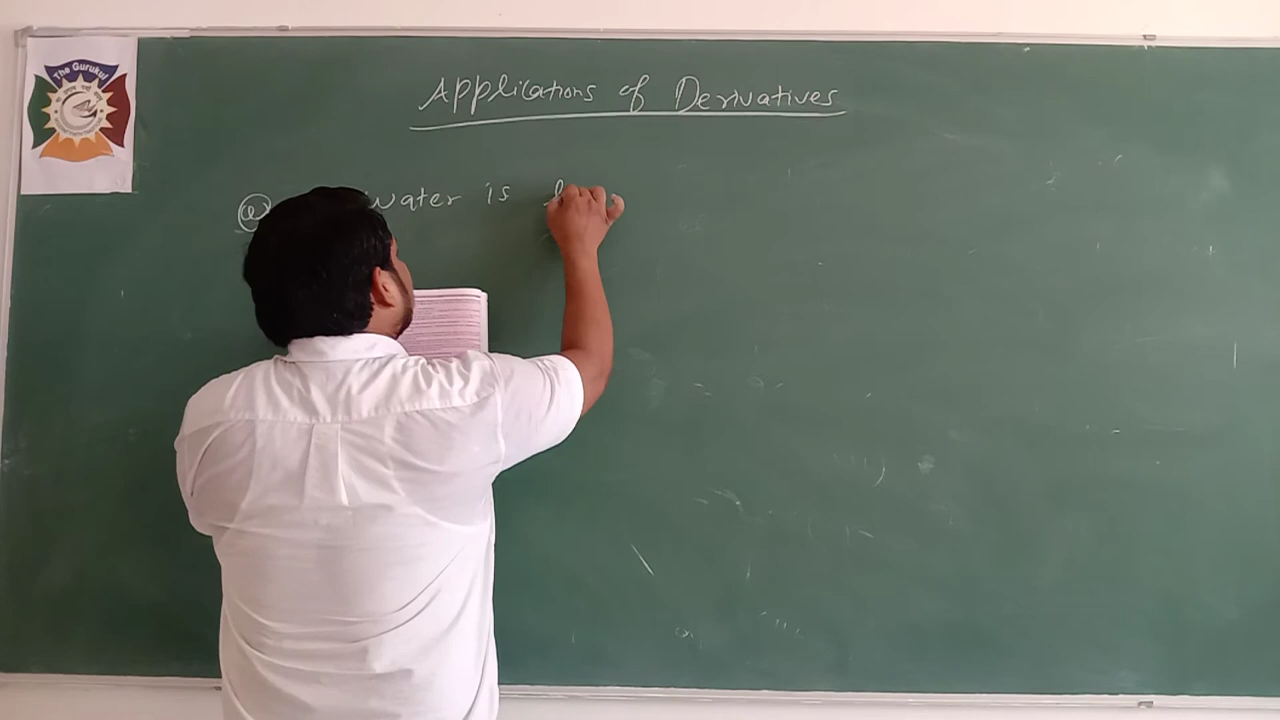 The Gurukul
Applications of Derivatives
water is